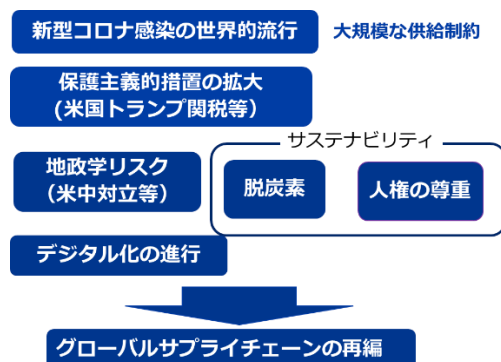 新型コロナ感染の世界的流行
大規模な供給制約
保護主義的措置の拡大
(米国トランプ関税等）
サステナビリティ
地政学リスク
（米中対立等）
脱炭素
人権の尊重
デジタル化の進行
グローバルサプライチェーンの再編